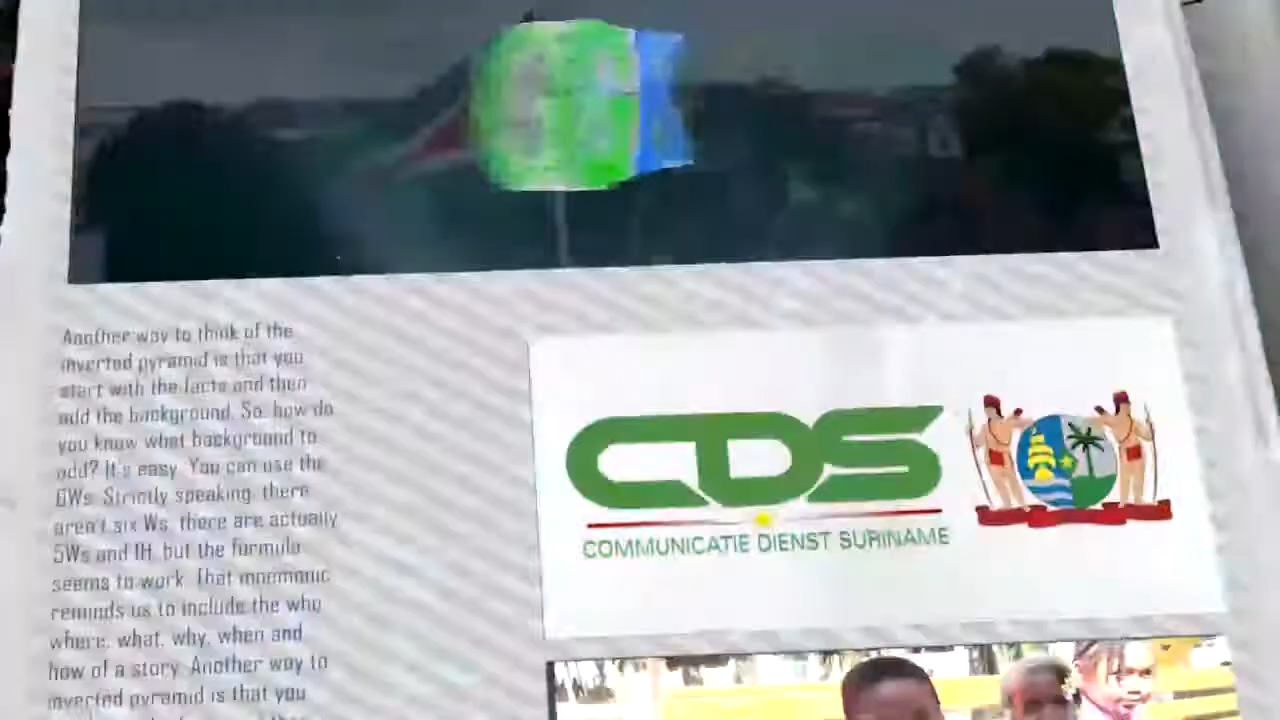 Another way to think of the
inverted pyramid is that you
start with the facts and then
add the background. So, how do
you know what background to
add? It's easy. You can use the
6Ws. Strictly speaking, there
aren't six Ws, there are actually
5Ws and 1H, but the formula
seems to work. That mnemonic
reminds us to include the who
where, what, why, when and
how of a story. Another way to
inverted pyramid is that you
CDS
COMMUNICATIE DIENST SURINAME